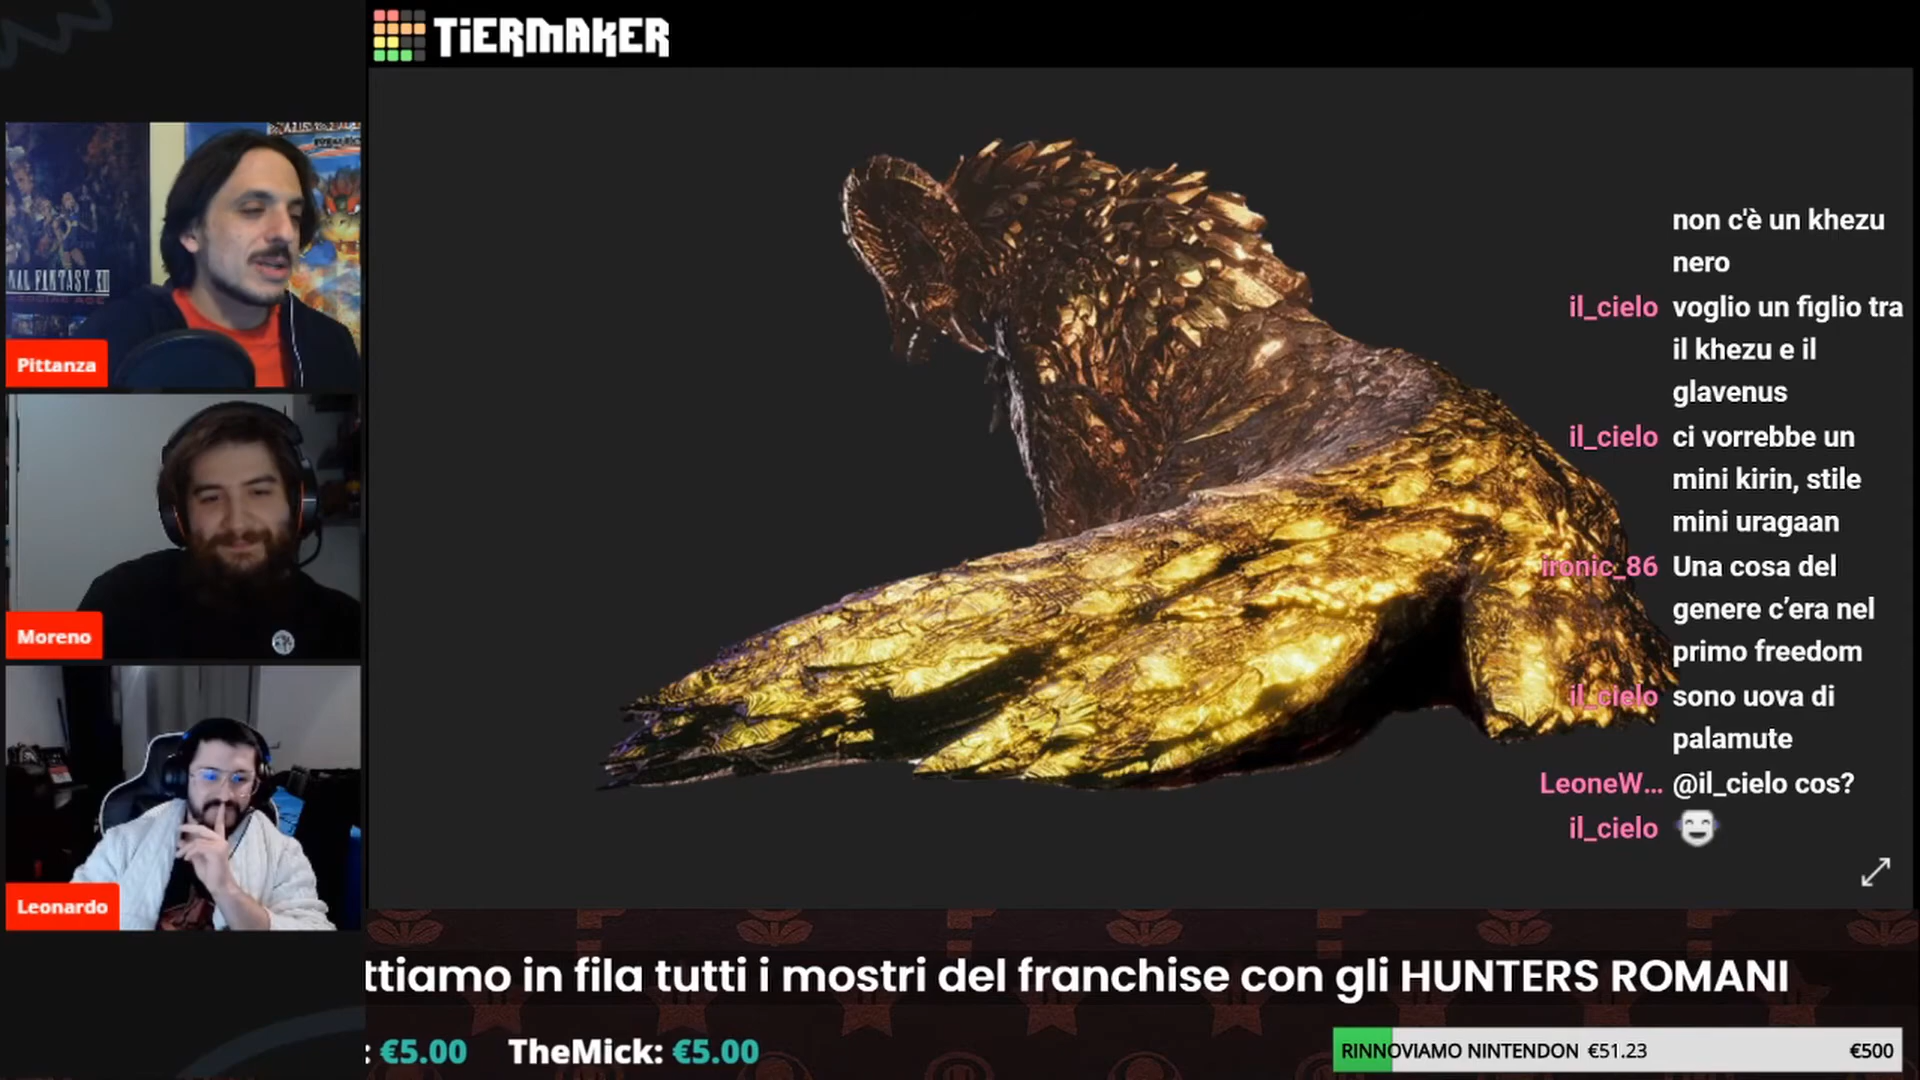 TiERMAKER
Pittanza
Moreno
Leonardo
non c'è un khezu
nero
il_cielo voglio un figlio tra
il khezu e il
glavenus
il_cielo ci vorrebbe un
mini kirin, stile
mini uragaan
ironic_86 Una cosa del
genere c’era nel
primo freedom
il_cielo sono uova di
palamute
LeoneW... @il_cielo cos?
il_cielo
ttiamo in fila tutti i mostri del franchise con gli HUNTERS ROMANI
: €5.00 TheMick: €5.00
RINNOVIAMO NINTENDON €51.23 €500